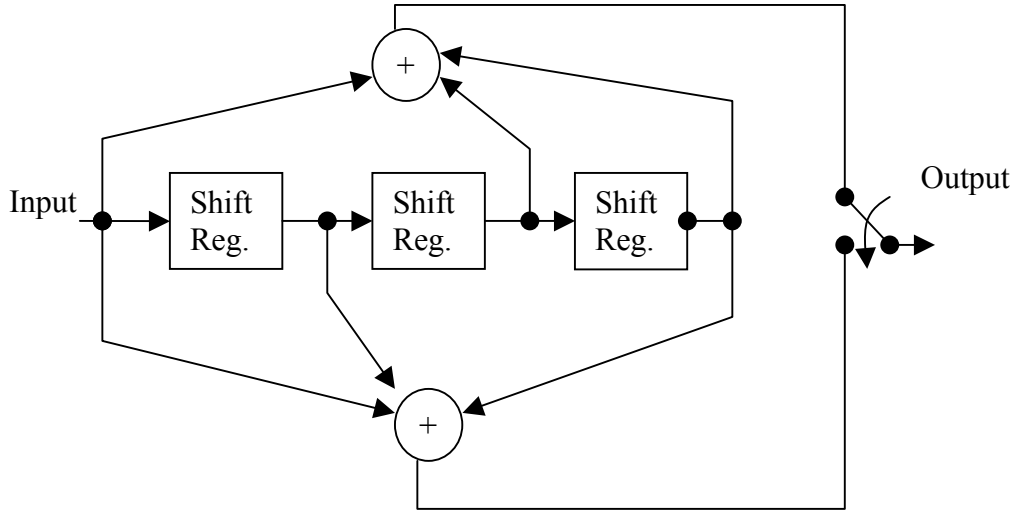 +
Input
Shift
Reg.
Shift
Reg.
Shift
Reg.
Output
+